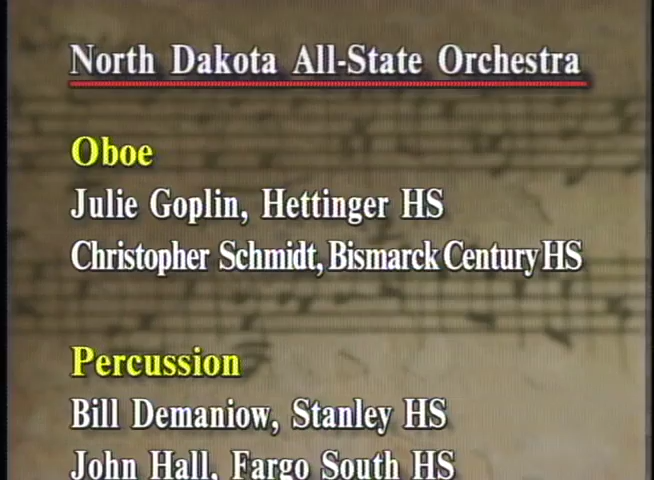 North Dakota All-State Orchestra
Oboe
Julie Goplin, Hettinger HS
Christopher Schmidt, Bismarck Century HS
Percussion
Bill Demaniow, Stanley HS
John Hall, Fargo South HS